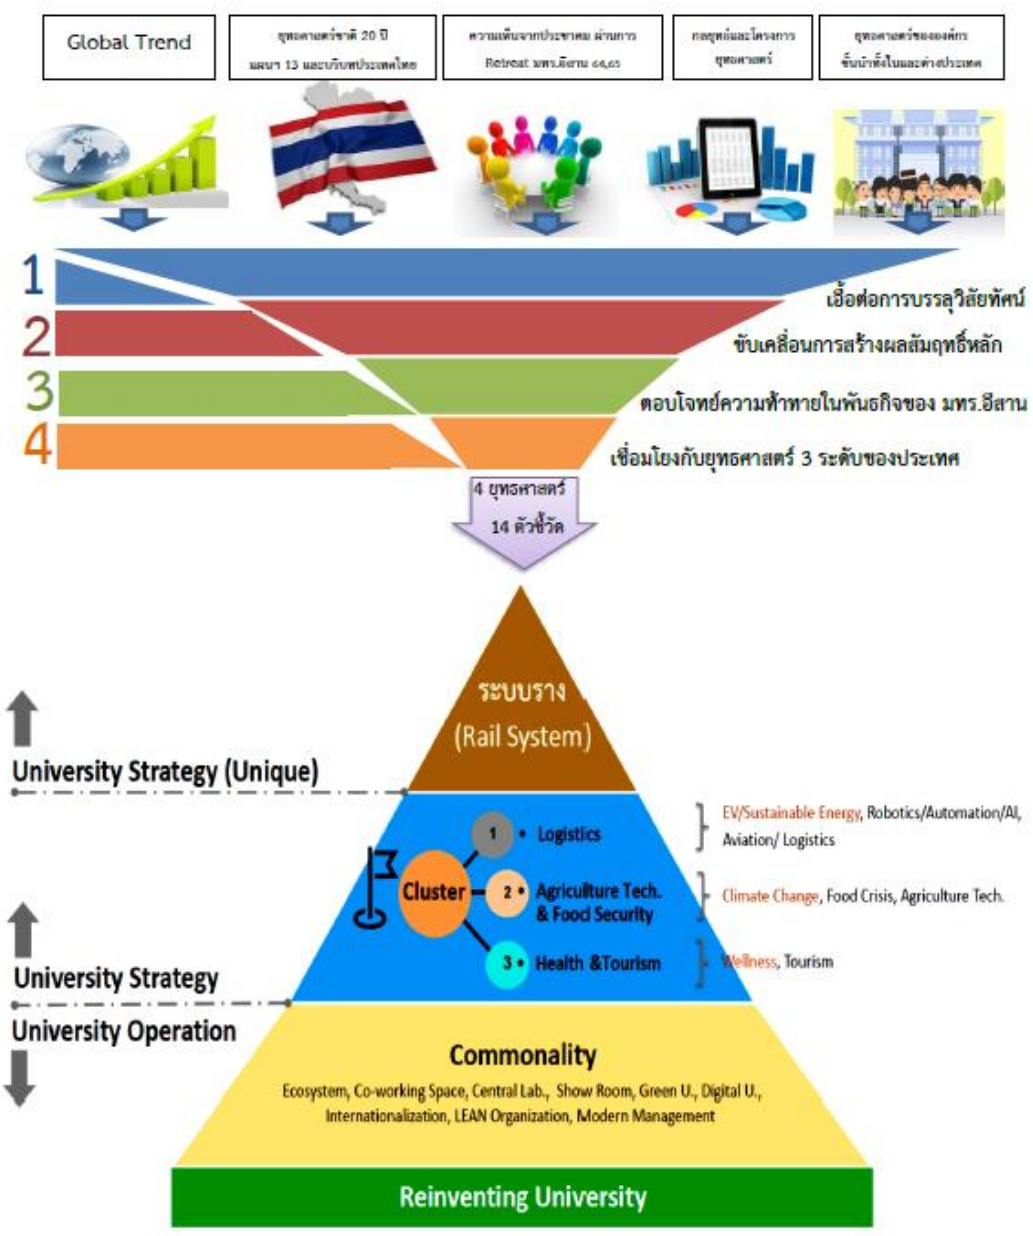 Global Trend
ยุทธศาสตร์ชาติ 20 ปี
แผนฯ 13 และบริบทประเทศไทย
ความเห็นจากประชาคม ผ่านการ
Retreat มทร.อีสาน 64,65
กลยุทธ์และโครงการ
ยุทธศาสตร์
ยุทธศาสตร์ขององค์กร
ชั้นนำทั้งในและต่างประเทศ
1
เอื้อต่อการบรรลุวิสัยทัศน์
2
ขับเคลื่อนการสร้างผลสัมฤทธิ์หลัก
3
ตอบโจทย์ความท้าทายในพันธกิจของ มทร.อีสาน
4
เชื่อมโยงกับยุทธศาสตร์ 3 ระดับของประเทศ
4 ยุทธศาสตร์
14 ตัวชี้วัด
ระบบราง
(Rail System)
University Strategy (Unique)
Cluster
1 • Logistics
EV/Sustainable Energy, Robotics/Automation/AI,
Aviation/ Logistics
2 • Agriculture Tech.
& Food Security
Climate Change, Food Crisis, Agriculture Tech.
3 • Health &Tourism
Wellness, Tourism
University Strategy
University Operation
Commonality
Ecosystem, Co-working Space, Central Lab., Show Room, Green U., Digital U.,
Internationalization, LEAN Organization, Modern Management
Reinventing University